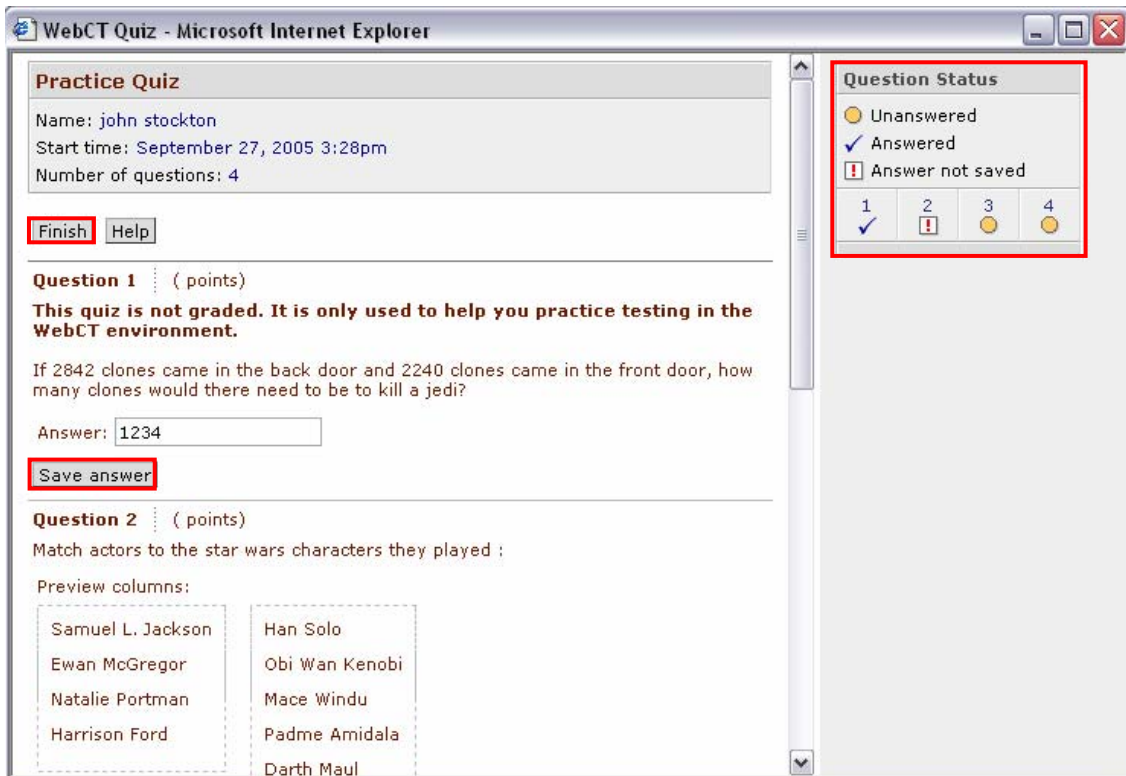 WebCT Quiz - Microsoft Internet Explorer
Practice Quiz
Name: john stockton
Start time: September 27, 2005 3:28pm
Number of questions: 4
Finish Help
Question 1 ( points)
This quiz is not graded. It is only used to help you practice testing in the
WebCT environment.
If 2842 clones came in the back door and 2240 clones came in the front door, how
many clones would there need to be to kill a jedi?
Answer: 1234
Save answer
Question 2 ( points)
Match actors to the star wars characters they played :
Preview columns:
Samuel L. Jackson Han Solo
Ewan McGregor Obi Wan Kenobi
Natalie Portman Mace Windu
Harrison Ford Padme Amidala
Darth Maul
Question Status
Unanswered
Answered
! Answer not saved
1 2 3 4
!